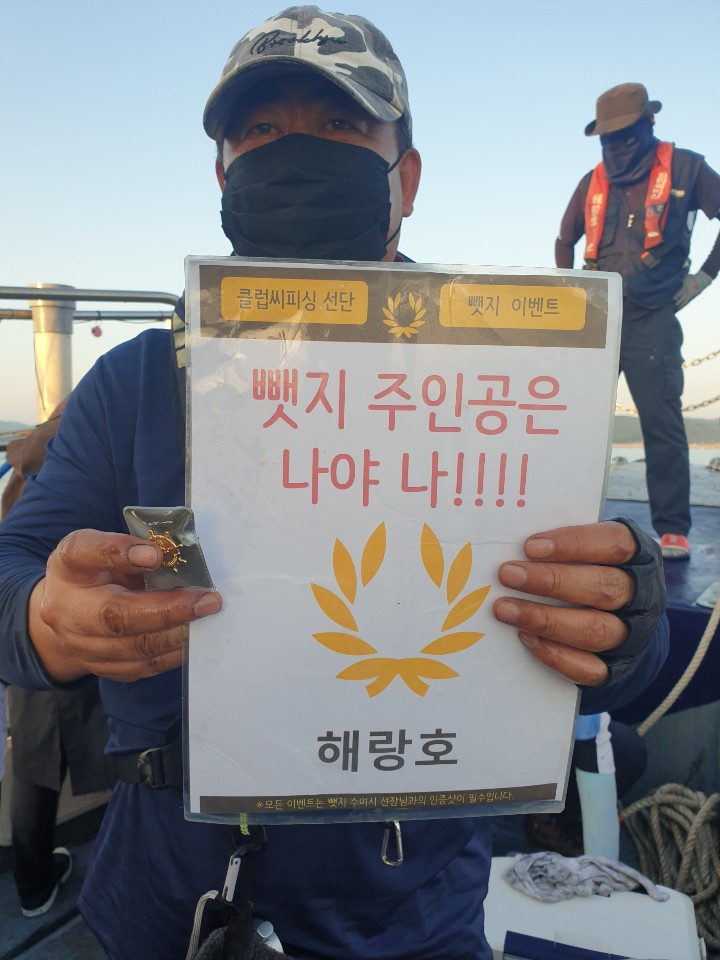 Brooklyn
클럽씨피싱 선단
뺏지 이벤트
뺏지 주인공은
나야 나!!!!
해랑호
※모든 이벤트는 뺏지 수여시 선장님과의 인증샷이 필수입니다.